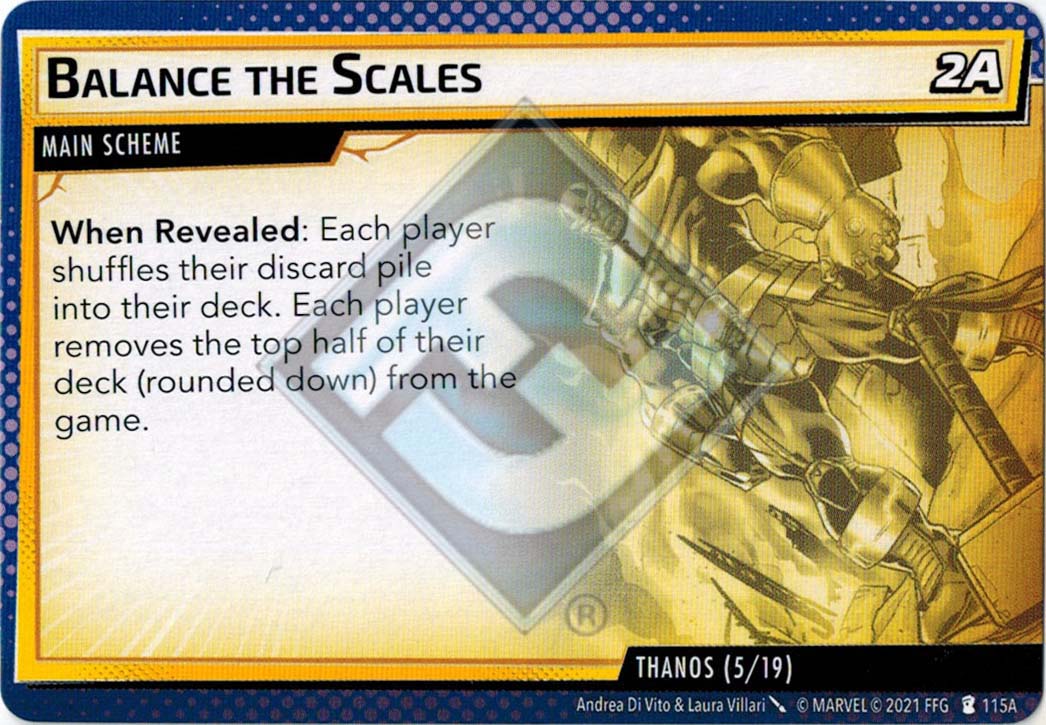 BALANCE THE SCALES
2A
MAIN SCHEME
When Revealed: Each player
shuffles their discard pile
into their deck. Each player
removes the top half of their
deck (rounded down) from the
game.
®
THANOS (5/19)
Andrea Di Vito & Laura Villari © MARVEL © 2021 FFG 115A